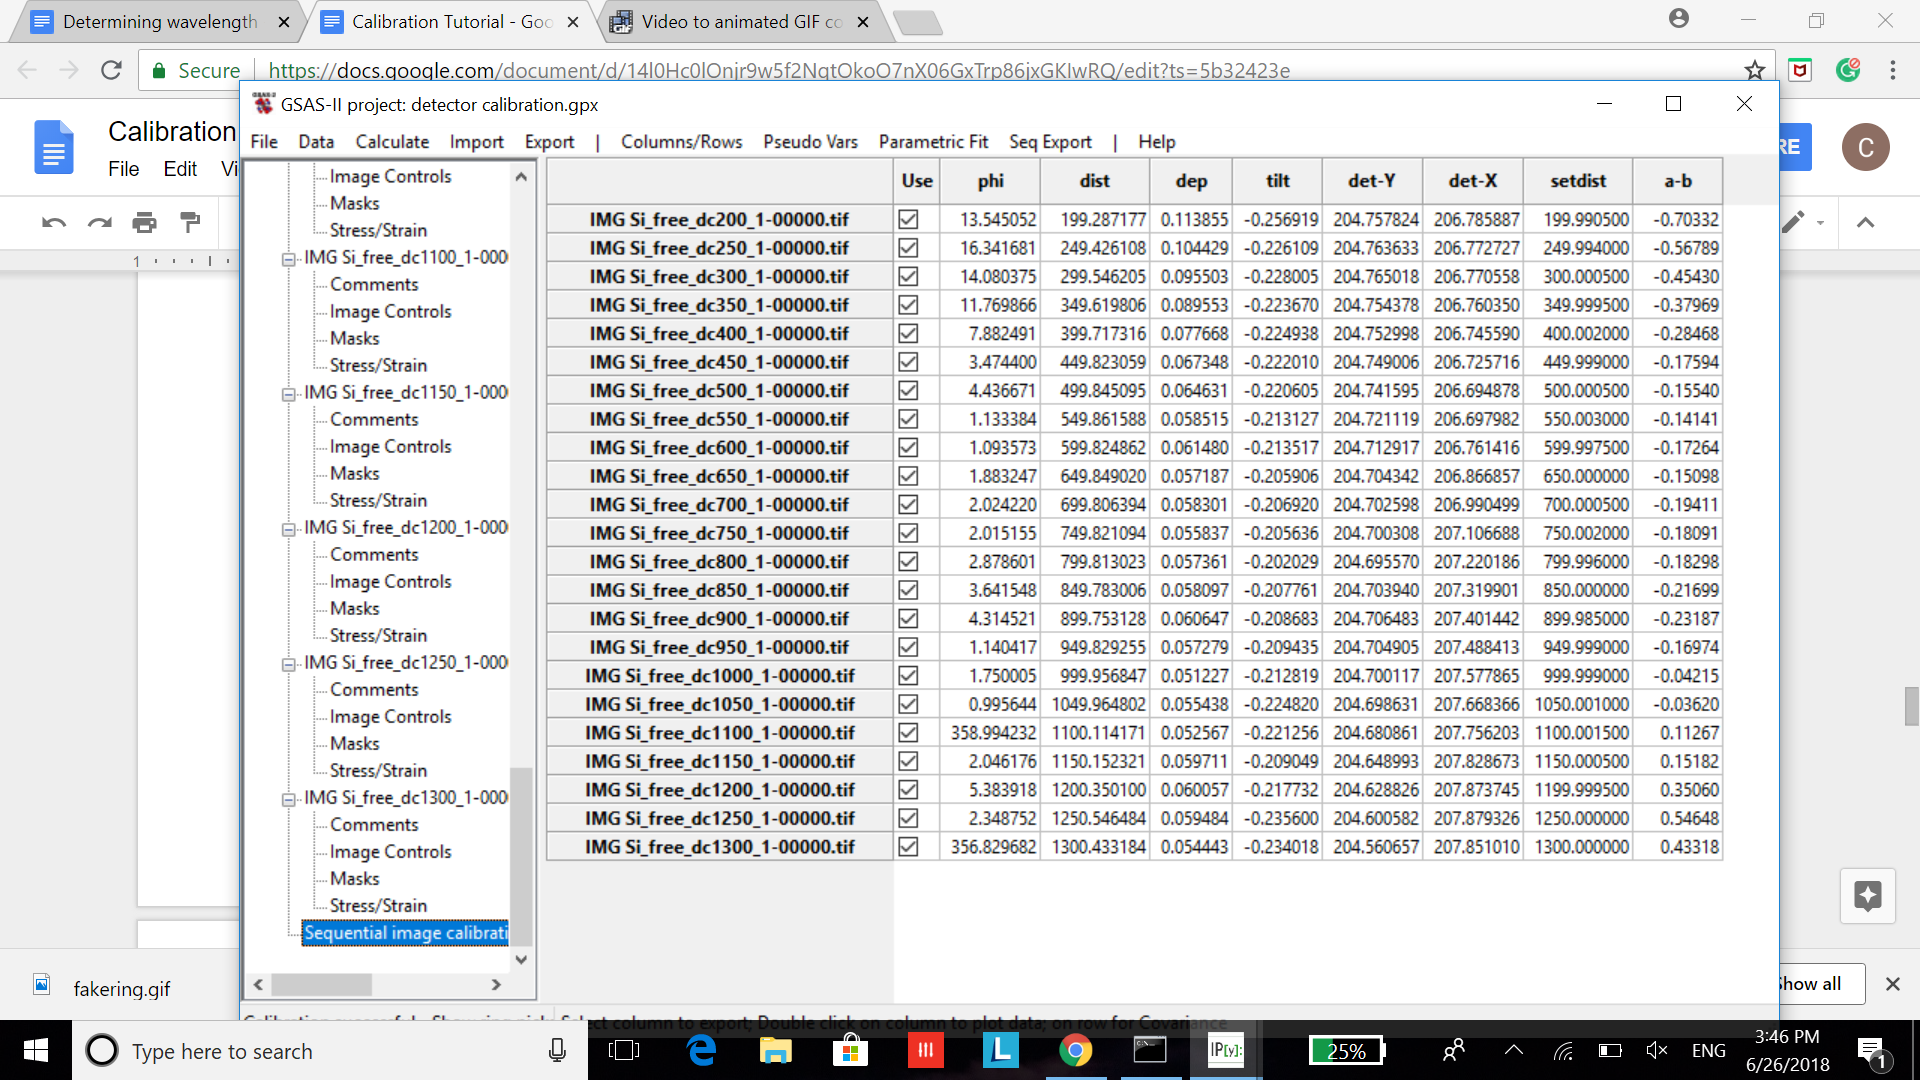 Determining wavelength
Calibration Tutorial - Goo
Video to animated GIF co
Secure
https://docs.google.com/document/d/14l0Hc0lOnjr9w5f2NqtOkoO7nX06GxTrp86jxGKIwRQ/edit?ts=5b32423e
GSAS-II project: detector calibration.gpx
Calibration
File Edit Vi
RE
C
1
File Data Calculate Import Export | Columns/Rows Pseudo Vars Parametric Fit Seq Export | Help
Image Controls
Masks
Stress/Strain
IMG Si_free_dc1100_1-000
Comments
Image Controls
Masks
Stress/Strain
IMG Si_free_dc1150_1-000
Comments
Image Controls
Masks
Stress/Strain
IMG Si_free_dc1200_1-000
Comments
Image Controls
Masks
Stress/Strain
IMG Si_free_dc1250_1-000
Comments
Image Controls
Masks
Stress/Strain
IMG Si_free_dc1300_1-000
Comments
Image Controls
Masks
Stress/Strain
Sequential image calibrati
Use phi dist dep tilt det-Y det-X setdist a-b
IMG Si_free_dc200_1-00000.tif 13.545052 199.287177 0.113855 -0.256919 204.757824 206.785887 199.990500 -0.70332
IMG Si_free_dc250_1-00000.tif 16.341681 249.426108 0.104429 -0.226109 204.763633 206.772727 249.994000 -0.56789
IMG Si_free_dc300_1-00000.tif 14.080375 299.546205 0.095503 -0.228005 204.765018 206.770558 300.000500 -0.45430
IMG Si_free_dc350_1-00000.tif 11.769866 349.619806 0.089553 -0.223670 204.754378 206.760350 349.999500 -0.37969
IMG Si_free_dc400_1-00000.tif 7.882491 399.717316 0.077668 -0.224938 204.752998 206.745590 400.002000 -0.28468
IMG Si_free_dc450_1-00000.tif 3.474400 449.823059 0.067348 -0.222010 204.749006 206.725716 449.999000 -0.17594
IMG Si_free_dc500_1-00000.tif 4.436671 499.845095 0.064631 -0.220605 204.741595 206.694878 500.000500 -0.15540
IMG Si_free_dc550_1-00000.tif 1.133384 549.861588 0.058515 -0.213127 204.721119 206.697982 550.003000 -0.14141
IMG Si_free_dc600_1-00000.tif 1.093573 599.824862 0.061480 -0.213517 204.712917 206.761416 599.997500 -0.17264
IMG Si_free_dc650_1-00000.tif 1.883247 649.849020 0.057187 -0.205906 204.704342 206.866857 650.000000 -0.15098
IMG Si_free_dc700_1-00000.tif 2.024220 699.806394 0.058301 -0.206920 204.702598 206.990499 700.000500 -0.19411
IMG Si_free_dc750_1-00000.tif 2.015155 749.821094 0.055837 -0.205636 204.700308 207.106688 750.002000 -0.18091
IMG Si_free_dc800_1-00000.tif 2.878601 799.813023 0.057361 -0.202029 204.695570 207.220186 799.996000 -0.18298
IMG Si_free_dc850_1-00000.tif 3.641548 849.783006 0.058097 -0.207761 204.703940 207.319901 850.000000 -0.21699
IMG Si_free_dc900_1-00000.tif 4.314521 899.753128 0.060647 -0.208683 204.706483 207.401442 899.985000 -0.23187
IMG Si_free_dc950_1-00000.tif 1.140417 949.829255 0.057279 -0.209435 204.704905 207.488413 949.999000 -0.16974
IMG Si_free_dc1000_1-00000.tif 1.750005 999.956847 0.051227 -0.212819 204.700117 207.577865 999.999000 -0.04215
IMG Si_free_dc1050_1-00000.tif 0.995644 1049.964802 0.055438 -0.224820 204.698631 207.668366 1050.001000 -0.03620
IMG Si_free_dc1100_1-00000.tif 358.994232 1100.114171 0.052567 -0.221256 204.680861 207.756203 1100.001500 0.11267
IMG Si_free_dc1150_1-00000.tif 2.046176 1150.152321 0.059711 -0.209049 204.648993 207.828673 1150.000500 0.15182
IMG Si_free_dc1200_1-00000.tif 5.383918 1200.350100 0.060057 -0.217732 204.628826 207.873745 1199.999500 0.35060
IMG Si_free_dc1250_1-00000.tif 2.348752 1250.546484 0.059484 -0.235600 204.600582 207.879326 1250.000000 0.54648
IMG Si_free_dc1300_1-00000.tif 356.829682 1300.433184 0.054443 -0.234018 204.560657 207.851010 1300.000000 0.43318
Select column to export; Double click on column to plot data; on row for Covariance
fakering.gif
Show all
Type here to search
IP[y]:
25%
ENG
3:46 PM
6/26/2018
1